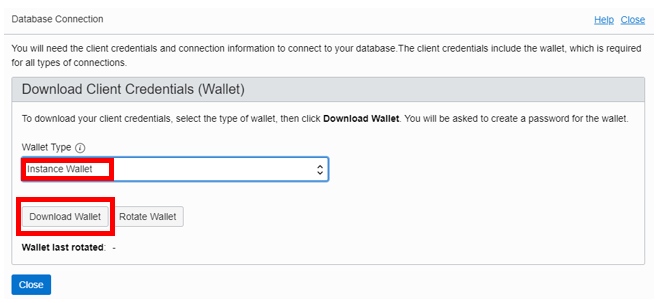 Database Connection
Help Close
You will need the client credentials and connection information to connect to your database.The client credentials include the wallet, which is required
for all types of connections.
Download Client Credentials (Wallet)
To download your client credentials, select the type of wallet, then click Download Wallet. You will be asked to create a password for the wallet.
Wallet Type i
Instance Wallet
Download Wallet Rotate Wallet
Wallet last rotated: -
Close